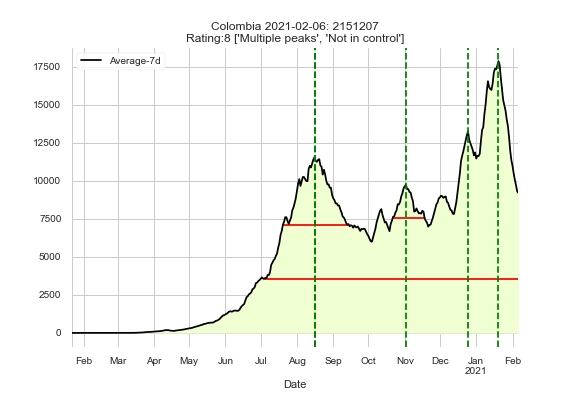 Colombia 2021-02-06: 2151207
Rating:8 ['Multiple peaks', 'Not in control']
Average-7d
17500
15000
12500
10000
7500
5000
2500
0
Feb Mar Apr May Jun Jul Aug Sep Oct Nov Dec Jan Feb
2021
Date